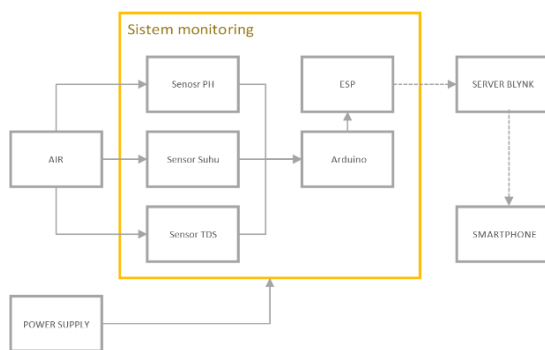 Sistem monitoring
Senosr PH
ESP
SERVER BLYNK
AIR
Sensor Suhu
Arduino
Sensor TDS
SMARTPHONE
POWER SUPPLY